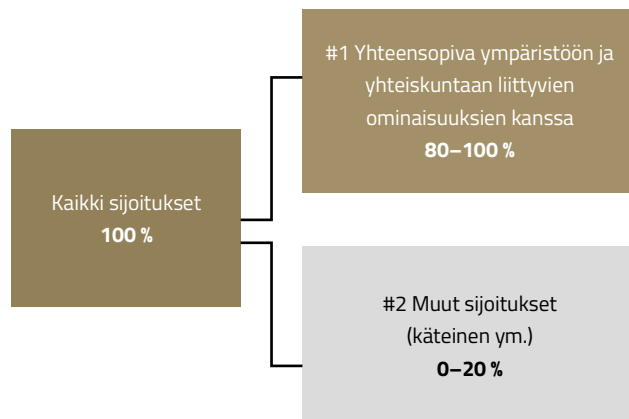 #1 Yhteensopiva ympäristöön ja
yhteiskuntaan liittyvien
ominaisuuksien kanssa
80–100 %
Kaikki sijoitukset
100 %
#2 Muut sijoitukset
(käteinen ym.)
0–20 %